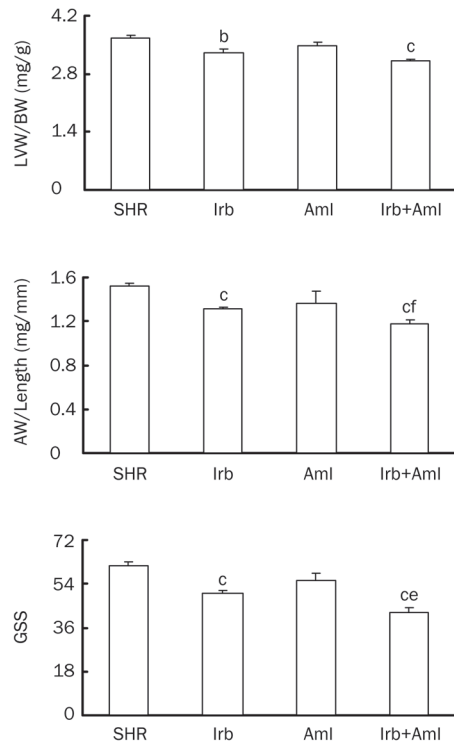 LVW/BW (mg/g)
4.2
2.8
1.4
0
b
c
SHR
Irb
Aml
Irb+Aml
AW/Length (mg/mm)
1.6
1.2
0.8
0.4
0
c
cf
SHR
Irb
Aml
Irb+Aml
GSS
72
54
36
18
0
c
ce
SHR
Irb
Aml
Irb+Aml